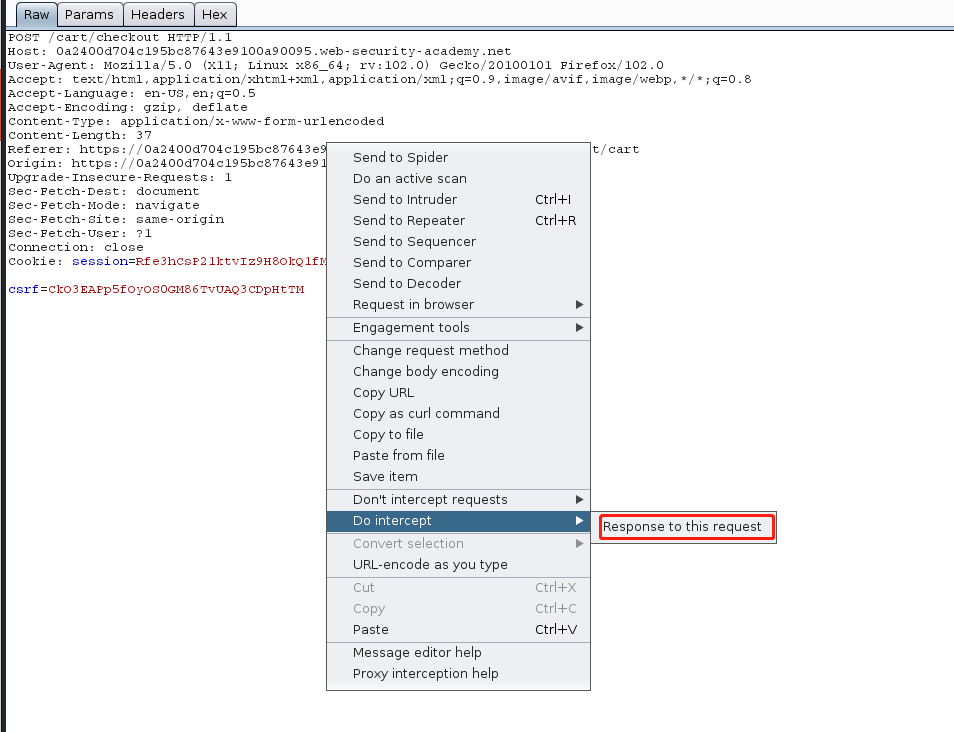 Raw Params Headers Hex
POST /cart/checkout HTTP/1.1
Host: 0a2400d704c195bc87643e9100a90095.web-security-academy.net
User-Agent: Mozilla/5.0 (X11; Linux x86_64; rv:102.0) Gecko/20100101 Firefox/102.0
Accept: text/html,application/xhtml+xml,application/xml;q=0.9,image/avif,image/webp,*/*;q=0.8
Accept-Language: en-US,en;q=0.5
Accept-Encoding: gzip, deflate
Content-Type: application/x-www-form-urlencoded
Content-Length: 37
Referer: https://0a2400d704c195bc87643e9 t/cart
Origin: https://0a2400d704c195bc87643e91
Upgrade-Insecure-Requests: 1
Sec-Fetch-Dest: document
Sec-Fetch-Mode: navigate
Sec-Fetch-Site: same-origin
Sec-Fetch-User: ?1
Connection: close
Cookie: session=Rfe3hCsP21ktvIz9H8OkQlfM
csrf=CkO3EAPp5fOyOS0GM86TvUAQ3CDpHtTM
Send to Spider
Do an active scan
Send to Intruder Ctrl+I
Send to Repeater Ctrl+R
Send to Sequencer
Send to Comparer
Send to Decoder
Request in browser
Engagement tools
Change request method
Change body encoding
Copy URL
Copy as curl command
Copy to file
Paste from file
Save item
Don't intercept requests
Do intercept
Response to this request
Convert selection
URL-encode as you type
Cut Ctrl+X
Copy Ctrl+C
Paste Ctrl+V
Message editor help
Proxy interception help